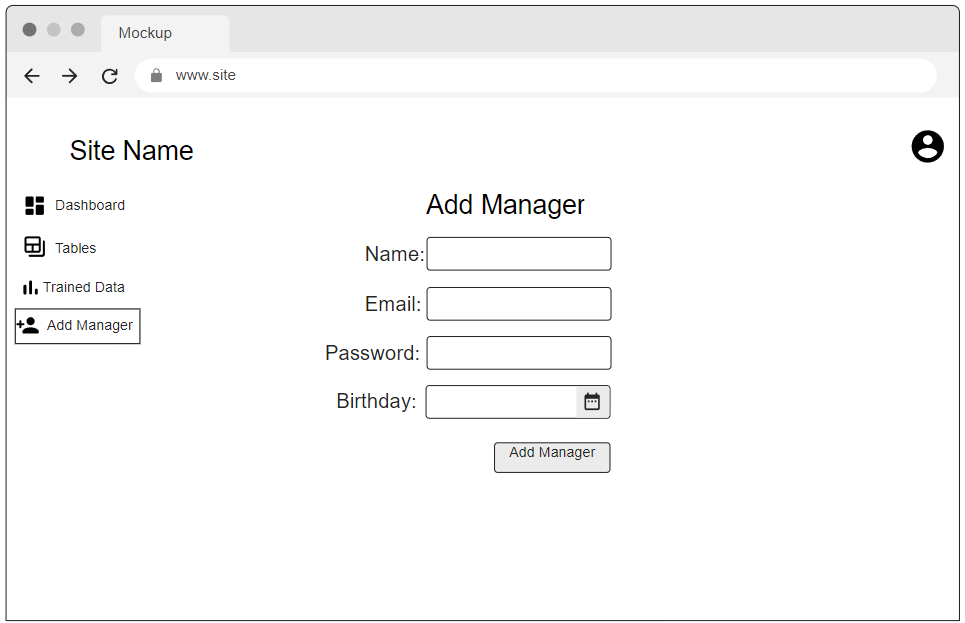 Mockup
www.site
Site Name
Dashboard
Tables
Trained Data
Add Manager
Add Manager
Name:
Email:
Password:
Birthday:
Add Manager